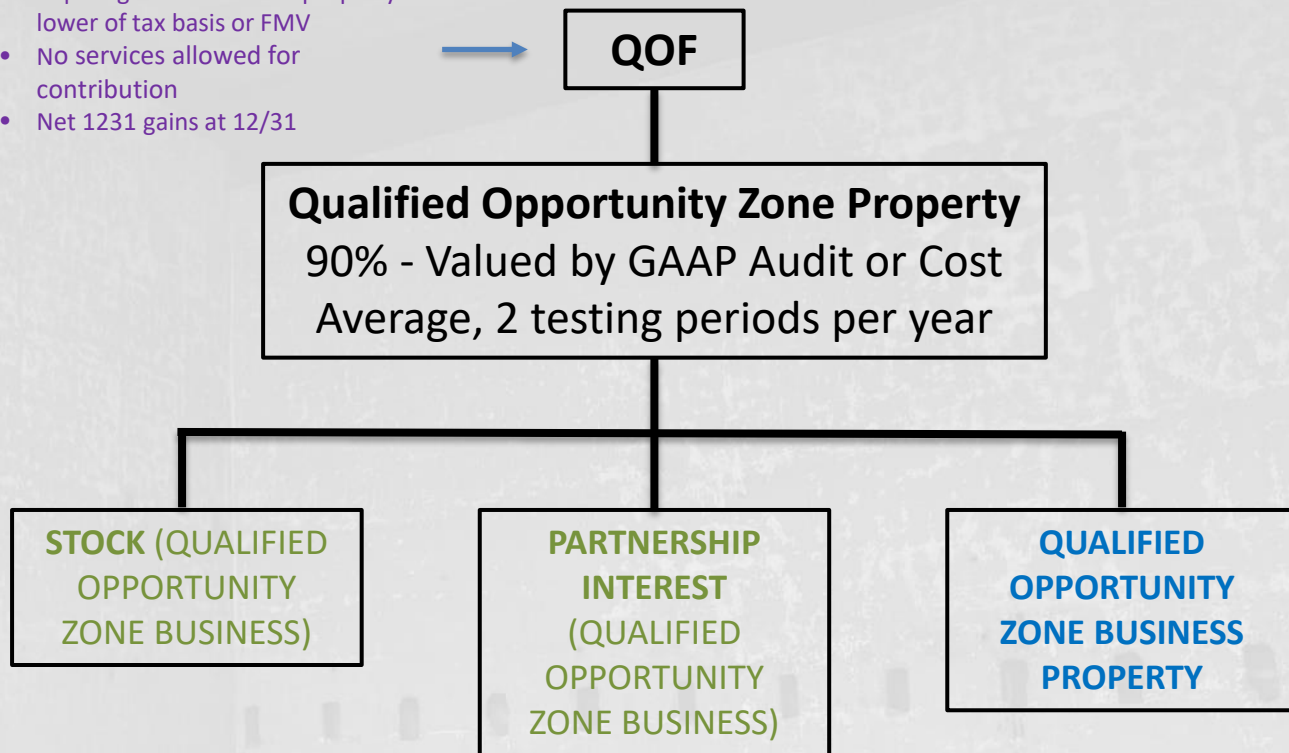 lower of tax basis or FMV
• No services allowed for
contribution
• Net 1231 gains at 12/31
QOF
Qualified Opportunity Zone Property
90% - Valued by GAAP Audit or Cost
Average, 2 testing periods per year
STOCK (QUALIFIED
OPPORTUNITY
ZONE BUSINESS)
PARTNERSHIP
INTEREST
(QUALIFIED
OPPORTUNITY
ZONE BUSINESS)
QUALIFIED
OPPORTUNITY
ZONE BUSINESS
PROPERTY